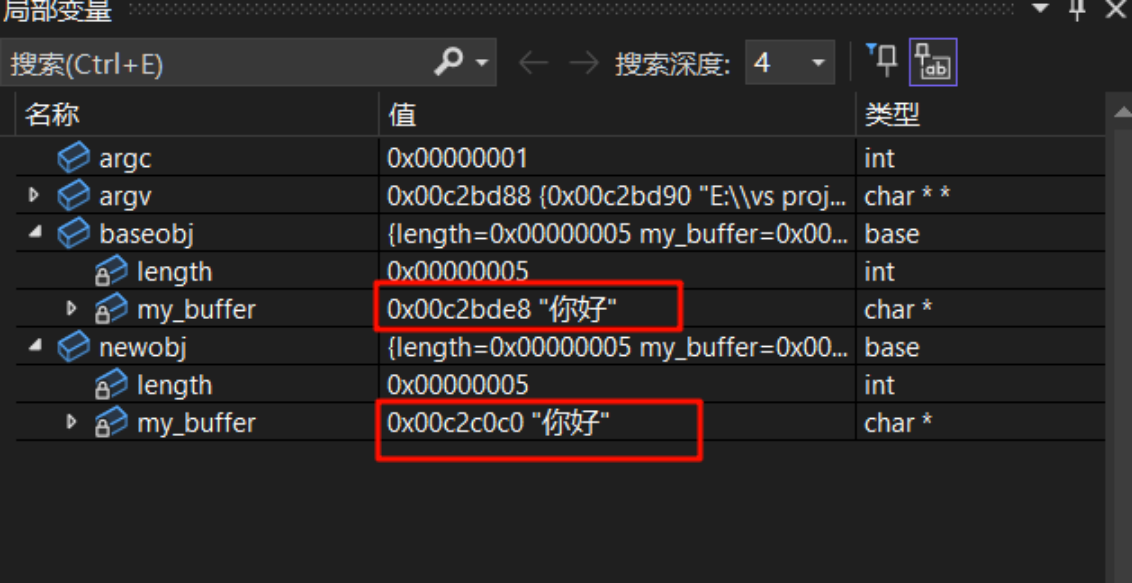 局部变量
搜索(Ctrl+E) 搜索深度: 4
名称 值 类型
argc 0x00000001 int
argv 0x00c2bd88 {0x00c2bd90 "E:\\vs proj... char * *
baseobj {length=0x00000005 my_buffer=0x00... base
length 0x00000005 int
my_buffer 0x00c2bde8 "你好" char *
newobj {length=0x00000005 my_buffer=0x00... base
length 0x00000005 int
my_buffer 0x00c2c0c0 "你好" char *